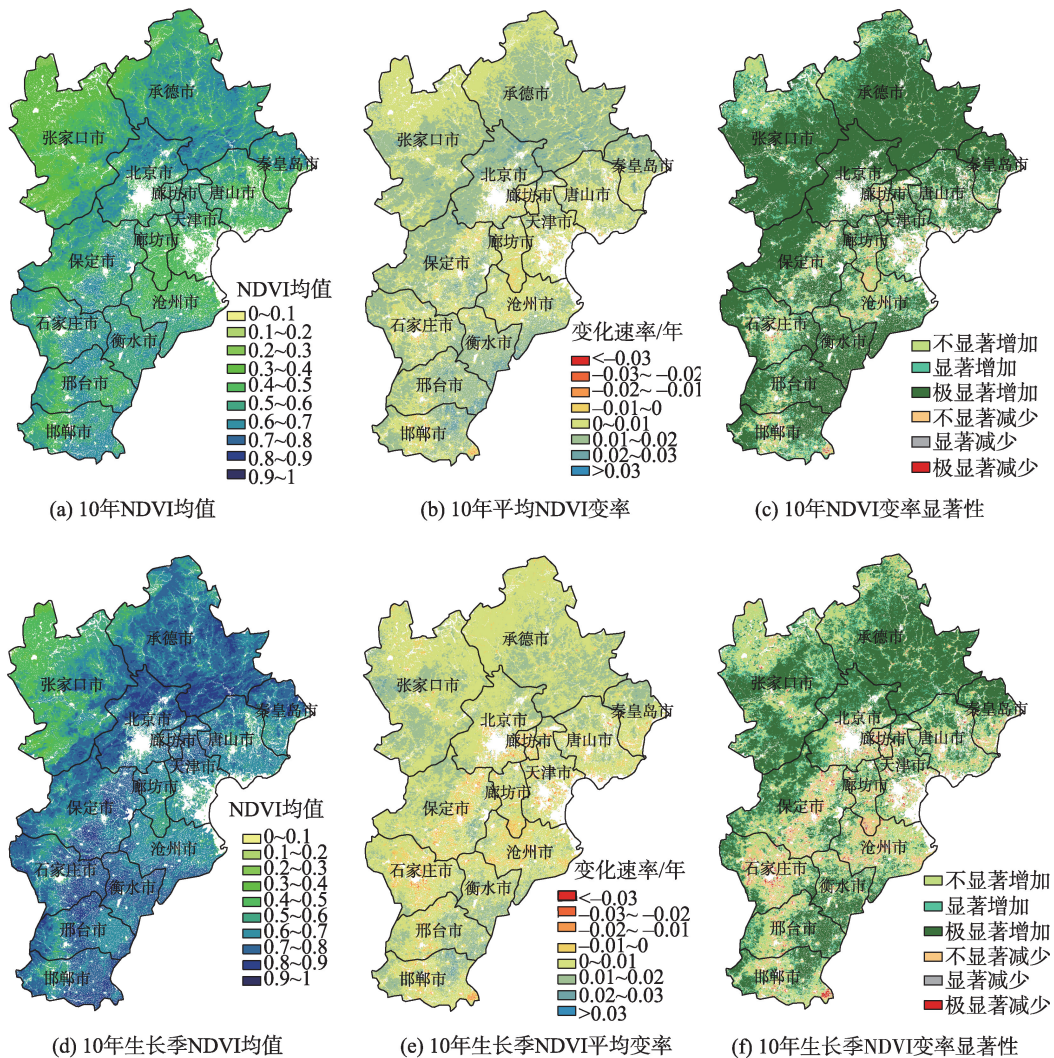 承德市
张家口市
北京市
秦皇岛市
廊坊市
唐山市
天津市
廊坊市
保定市
沧州市
石家庄市
衡水市
邢台市
邯郸市
NDVI均值
0~0.1
0.1~0.2
0.2~0.3
0.3~0.4
0.4~0.5
0.5~0.6
0.6~0.7
0.7~0.8
0.8~0.9
0.9~1
(a) 10年NDVI均值
承德市
张家口市
北京市
秦皇岛市
廊坊市
唐山市
天津市
廊坊市
保定市
沧州市
石家庄市
衡水市
邢台市
邯郸市
变化速率/年
<–0.03
–0.03~ –0.02
–0.02~ –0.01
–0.01~0
0~0.01
0.01~0.02
0.02~0.03
>0.03
(b) 10年平均NDVI变率
承德市
张家口市
北京市
秦皇岛市
廊坊市
唐山市
天津市
廊坊市
保定市
沧州市
石家庄市
衡水市
邢台市
邯郸市
不显著增加
显著增加
极显著增加
不显著减少
显著减少
极显著减少
(c) 10年NDVI变率显著性
承德市
张家口市
北京市
秦皇岛市
廊坊市
唐山市
天津市
廊坊市
保定市
沧州市
石家庄市
衡水市
邢台市
邯郸市
NDVI均值
0~0.1
0.1~0.2
0.2~0.3
0.3~0.4
0.4~0.5
0.5~0.6
0.6~0.7
0.7~0.8
0.8~0.9
0.9~1
(d) 10年生长季NDVI均值
承德市
张家口市
北京市
秦皇岛市
廊坊市
唐山市
天津市
廊坊市
保定市
沧州市
石家庄市
衡水市
邢台市
邯郸市
变化速率/年
<–0.03
–0.03~ –0.02
–0.02~ –0.01
–0.01~0
0~0.01
0.01~0.02
0.02~0.03
>0.03
(e) 10年生长季NDVI平均变率
承德市
张家口市
北京市
秦皇岛市
廊坊市
唐山市
天津市
廊坊市
保定市
沧州市
石家庄市
衡水市
邢台市
邯郸市
不显著增加
显著增加
极显著增加
不显著减少
显著减少
极显著减少
(f) 10年生长季NDVI变率显著性